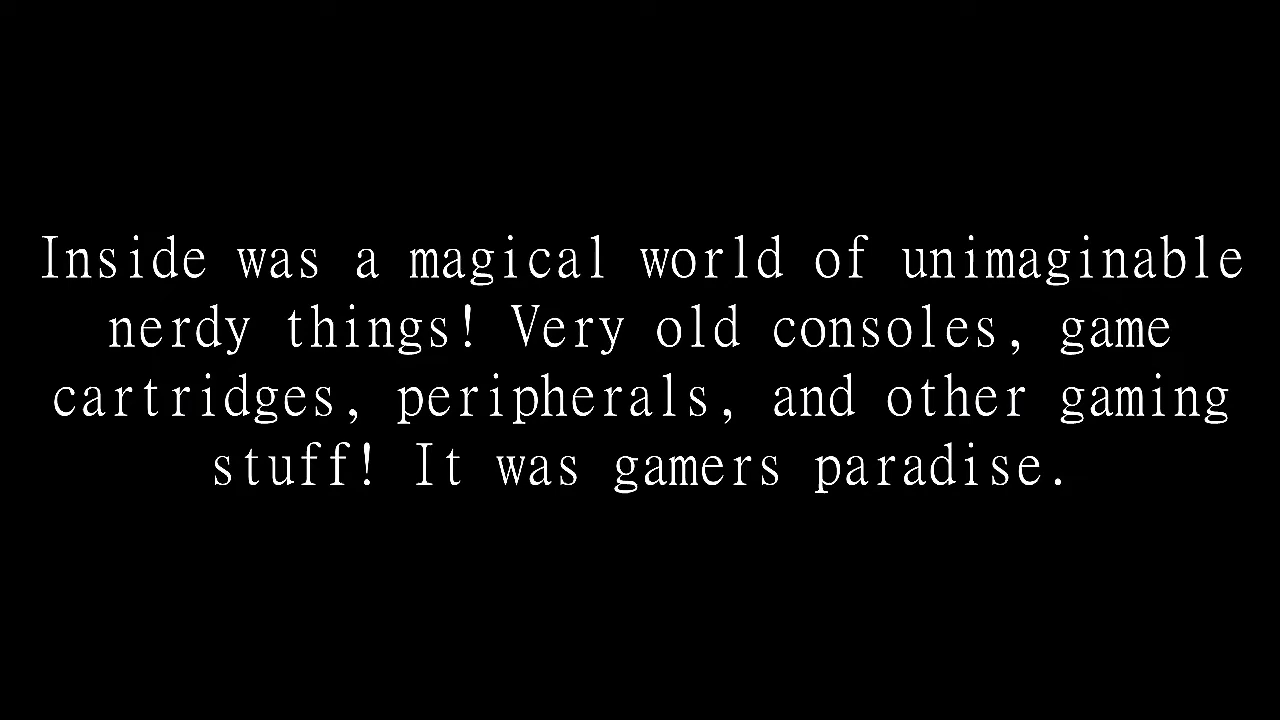 Inside was a magical world of unimaginable
nerdy things! Very old consoles, game
cartridges, peripherals, and other gaming
stuff! It was gamers paradise.